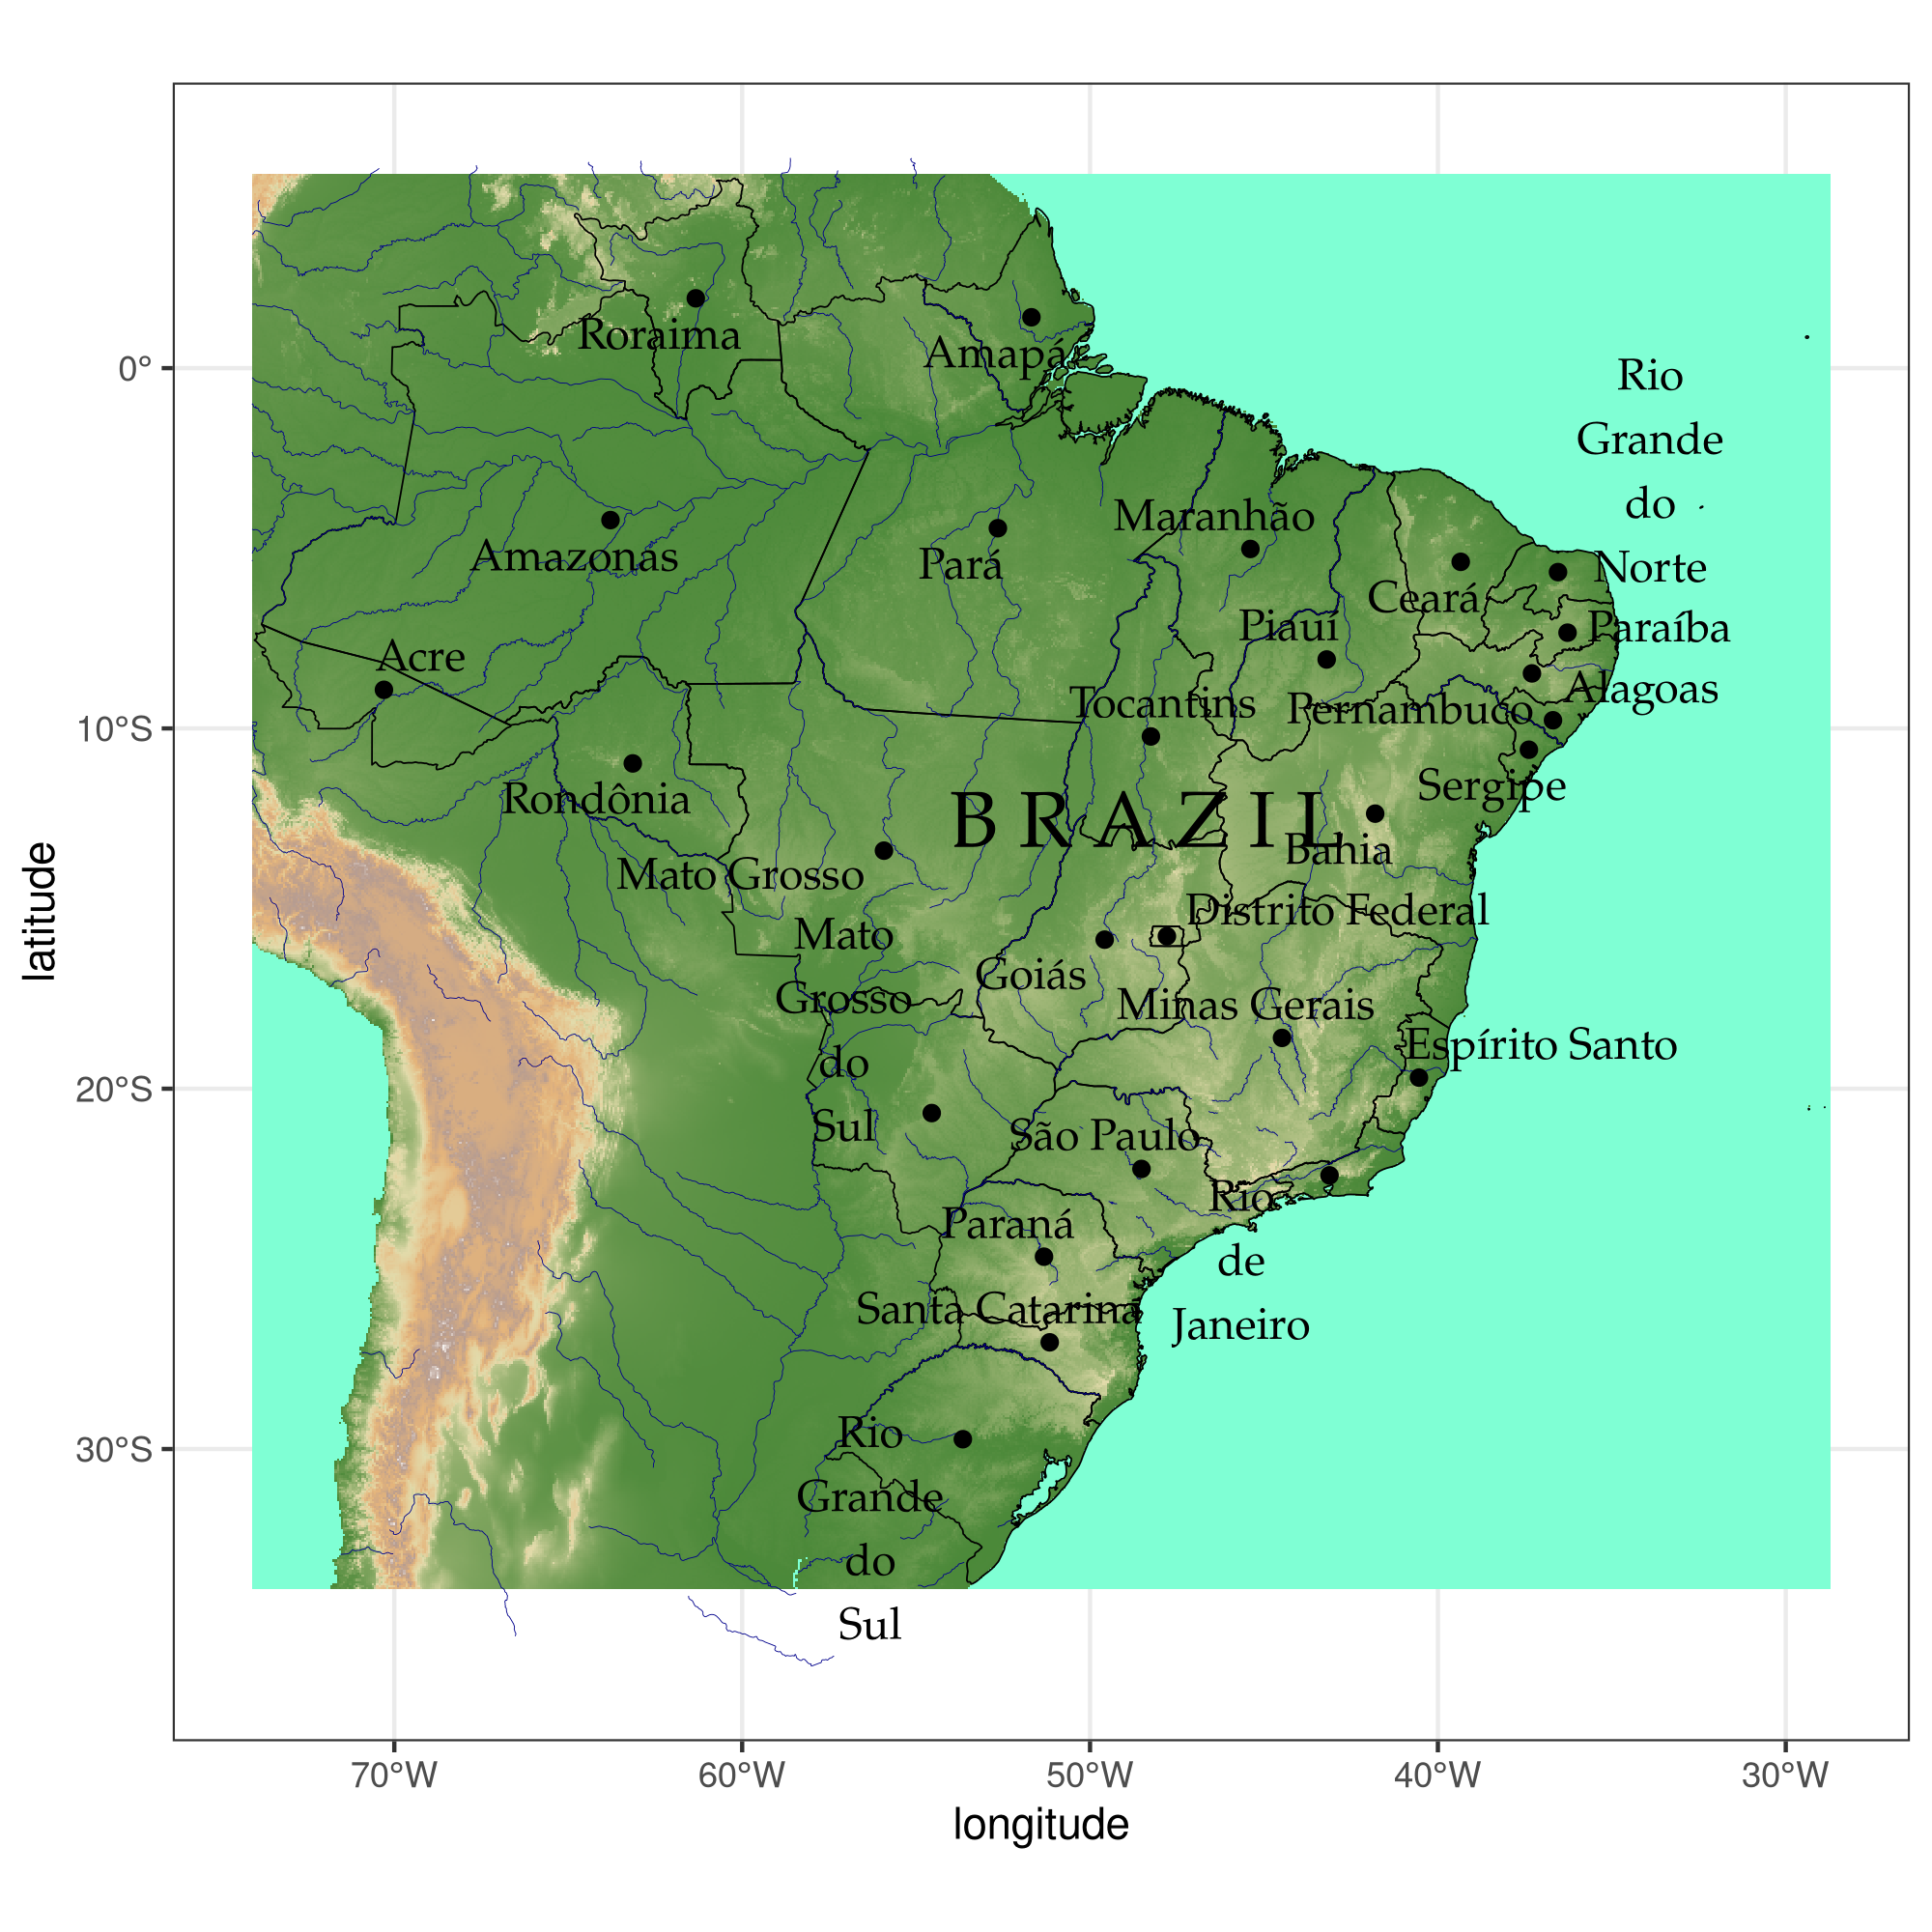 Roraima
Amapá
0°
Rio
Grande
do
Norte
Maranhão
Amazonas
Pará
Ceará
Piauí
Paraíba
Acre
Alagoas
Tocantins
Pernambuco
10°S
Sergipe
Rondônia
BRAZIL
Bahia
Mato Grosso
Distrito Federal
Mato
Grosso
do
Sul
Goiás
Minas Gerais
Espírito Santo
20°S
São Paulo
Rio
de
Janeiro
Paraná
Santa Catarina
Rio
Grande
do
Sul
30°S
latitude
70°W
60°W
50°W
40°W
30°W
longitude